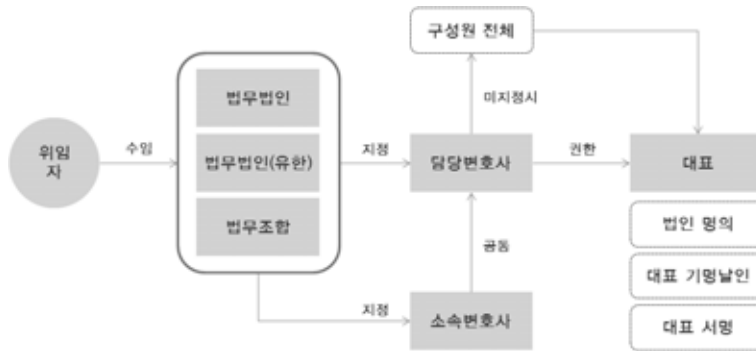 구성원 전체
법무법인
미지정시
위임
자
수임
법무법인(유한)
지정
담당변호사
권한
대표
법무조합
법인 명의
공동
대표 기명날인
지정
소속변호사
대표 서명